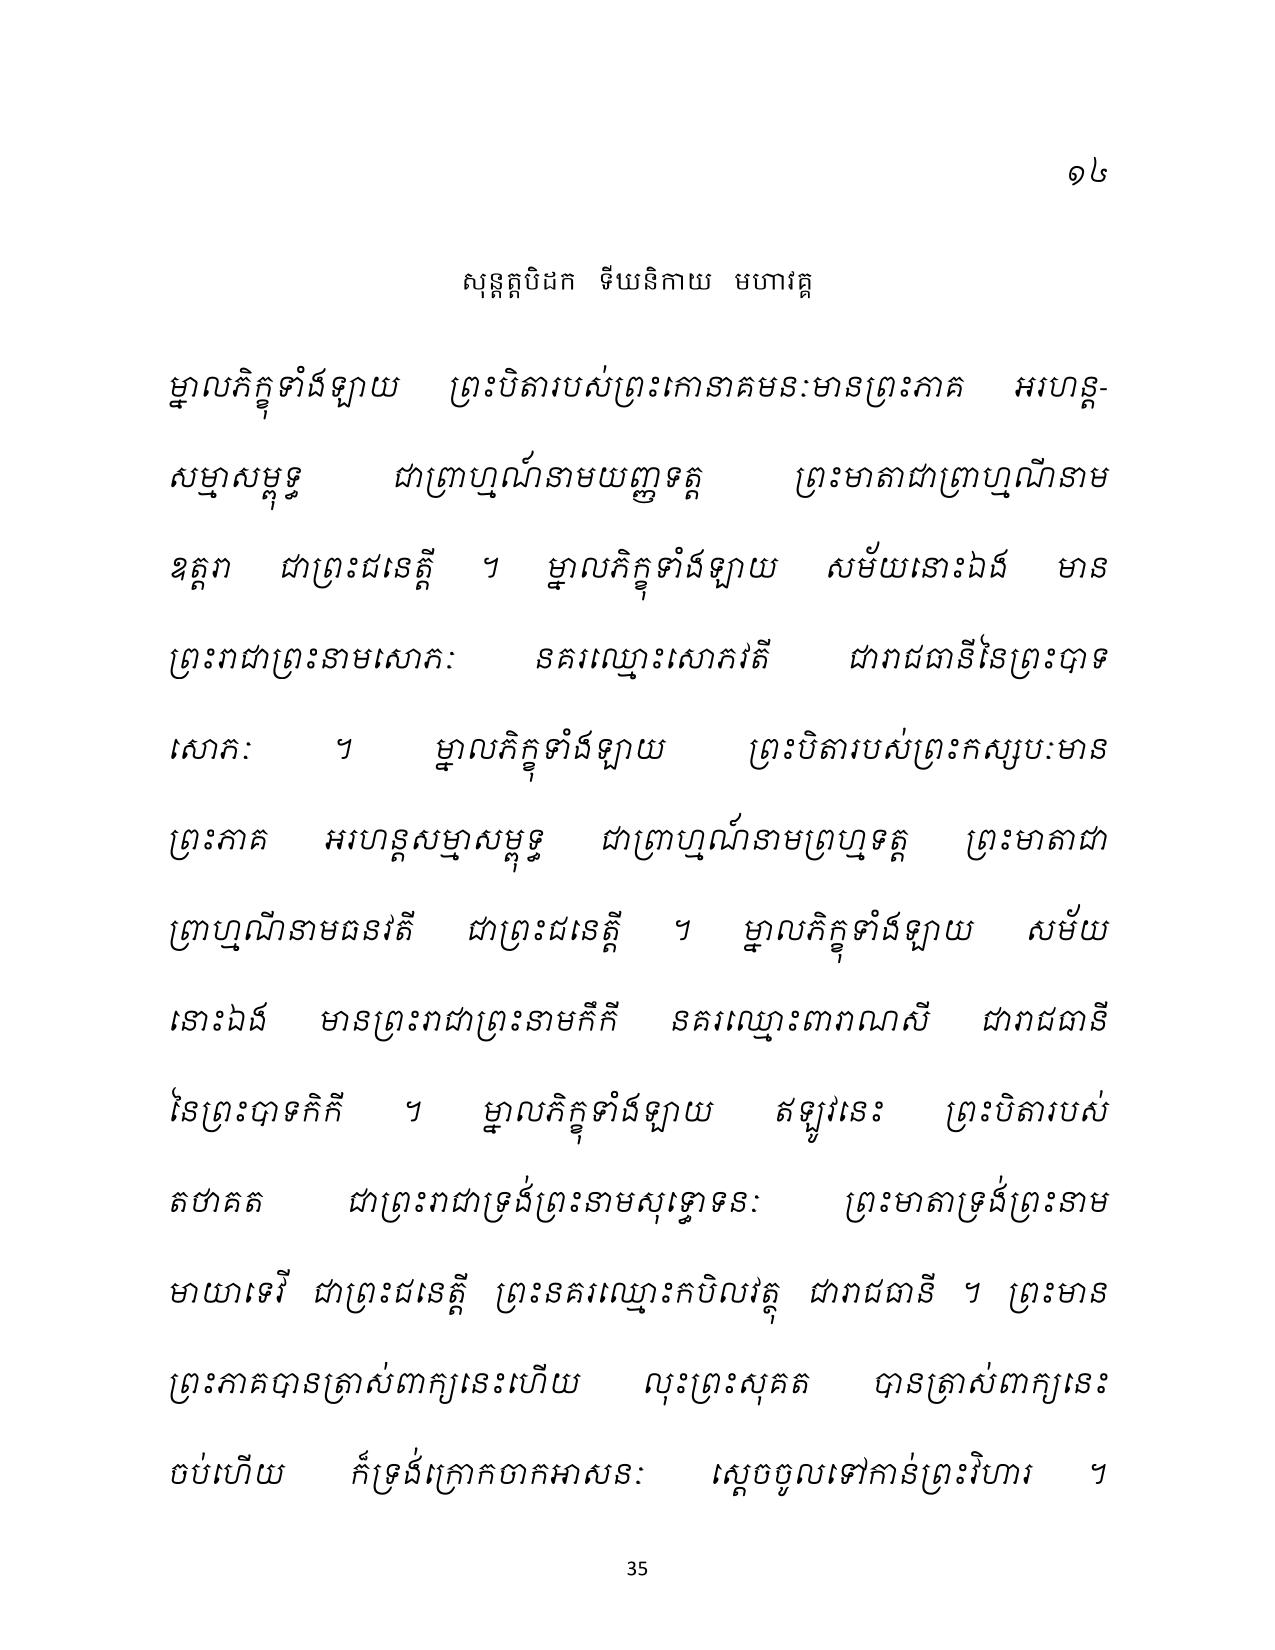 ១៤
សុន្តត្តបិដក ទីឃនិកាយ មហាវគ្គ
ម្នាលភិក្ខុទាំងឡាយ ព្រះបិតារបស់ព្រះកោនាគមនៈមានព្រះភាគ អរហន្ត-
សម្មាសម្ពុទ្ធ ជាព្រាហ្មណ៍នាមយញ្ញទត្ត ព្រះមាតាជាព្រាហ្មណីនាម
ឧត្តរា ជាព្រះជនេត្តី ។ ម្នាលភិក្ខុទាំងឡាយ សម័យនោះឯង មាន
ព្រះរាជាព្រះនាមសោភៈ នគរឈ្មោះសោភវតី ជារាជធានីនៃព្រះបាទ
សោភៈ ។ ម្នាលភិក្ខុទាំងឡាយ ព្រះបិតារបស់ព្រះកស្សបៈមាន
ព្រះភាគ អរហន្តសម្មាសម្ពុទ្ធ ជាព្រាហ្មណ៍នាមព្រហ្មទត្ត ព្រះមាតាជា
ព្រាហ្មណីនាមធនវតី ជាព្រះជនេត្តី ។ ម្នាលភិក្ខុទាំងឡាយ សម័យ
នោះឯង មានព្រះរាជាព្រះនាមកឹកី នគរឈ្មោះពារាណសី ជារាជធានី
នៃព្រះបាទកិកី ។ ម្នាលភិក្ខុទាំងឡាយ ឥឡូវនេះ ព្រះបិតារបស់
តថាគត ជាព្រះរាជាទ្រង់ព្រះនាមសុទ្ធោទនៈ ព្រះមាតាទ្រង់ព្រះនាម
មាយាទេវី ជាព្រះជនេត្តី ព្រះនគរឈ្មោះកបិលវត្ថុ ជារាជធានី ។ ព្រះមាន
ព្រះភាគបានត្រាស់ពាក្យនេះហើយ លុះព្រះសុគត បានត្រាស់ពាក្យនេះ
ចប់ហើយ ក៏ទ្រង់ក្រោកចាកអាសនៈ ស្តេចចូលទៅកាន់ព្រះវិហារ ។
35